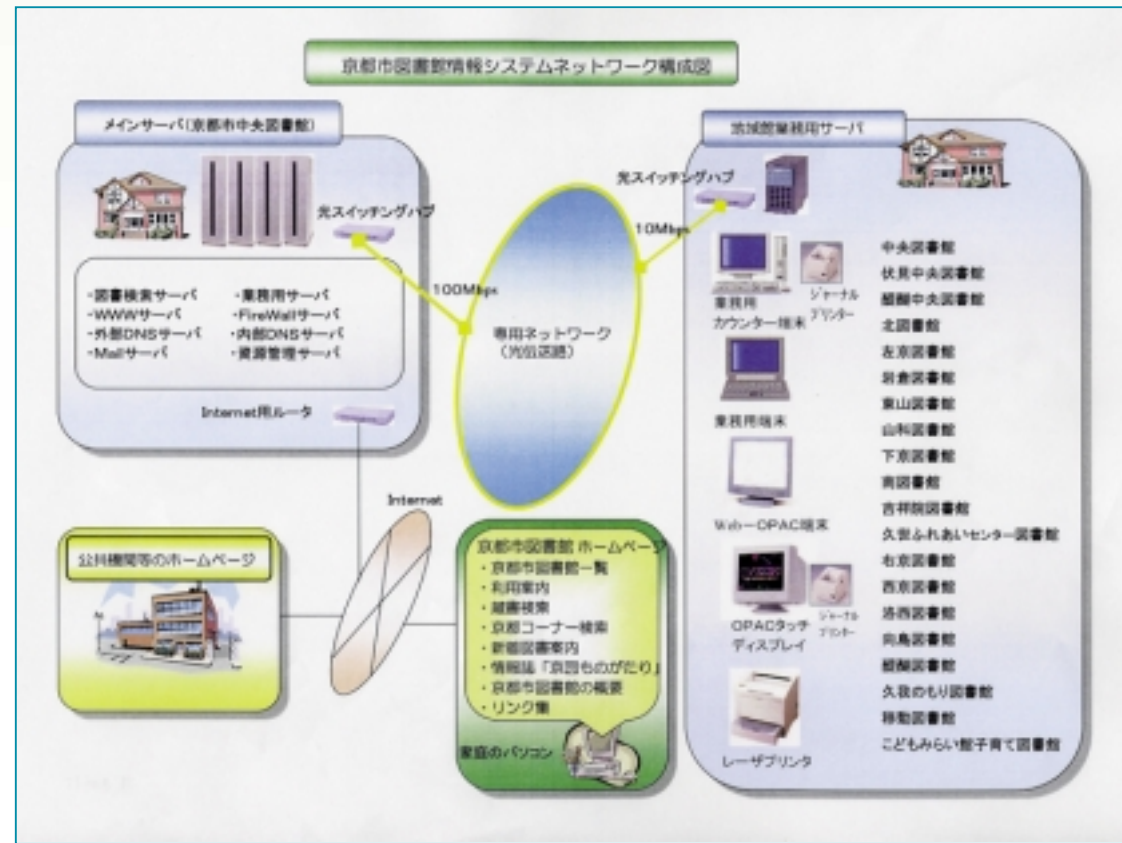 京都市図書館情報システムネットワーク構成図
メインサーバ(京都市中央図書館)
光スイッチングハブ
・図書検索サーバ
・WWWサーバ
・外部DNSサーバ
・Mailサーバ
・業務用サーバ
・FireWallサーバ
・内部DNSサーバ
・資源管理サーバ
Internet用ルータ
100Mbps
専用ネットワーク
(光伝送路)
10Mbps
地域館業務用サーバ
光スイッチングハブ
業務用
カウンター端末
ジャーナル
プリンター
業務用端末
Web-OPAC端末
OPACタッチ
ディスプレイ
ジャーナル
プリンター
レーザプリンタ
中央図書館
伏見中央図書館
醍醐中央図書館
北図書館
左京図書館
岩倉図書館
東山図書館
山科図書館
下京図書館
南図書館
吉祥院図書館
久世ふれあいセンター図書館
右京図書館
西京図書館
洛西図書館
向島図書館
醍醐図書館
久我のもり図書館
移動図書館
こどもみらい館子育て図書館
Internet
公共機関等のホームページ
京都市図書館 ホームページ
・京都市図書館一覧
・利用案内
・蔵書検索
・京都コーナー検索
・新着図書案内
・情報誌「京図ものがたり」
・京都市図書館の概要
・リンク集
家庭のパソコン